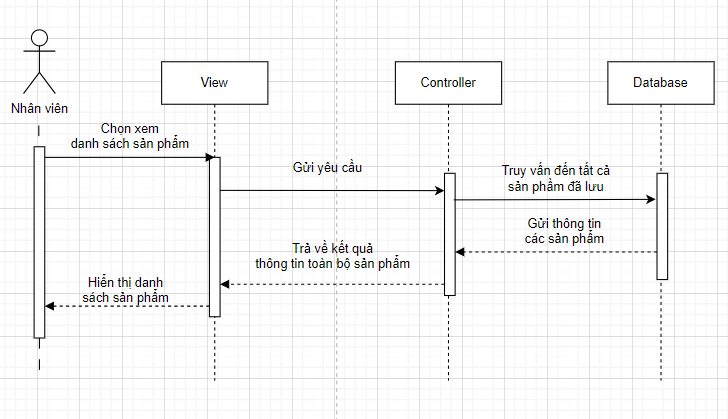 Nhân viên
View
Controller
Database
Chọn xem
danh sách sản phẩm
Gửi yêu cầu
Truy vấn đến tất cả
sản phẩm đã lưu
Gửi thông tin
các sản phẩm
Trả về kết quả
thông tin toàn bộ sản phẩm
Hiển thị danh
sách sản phẩm